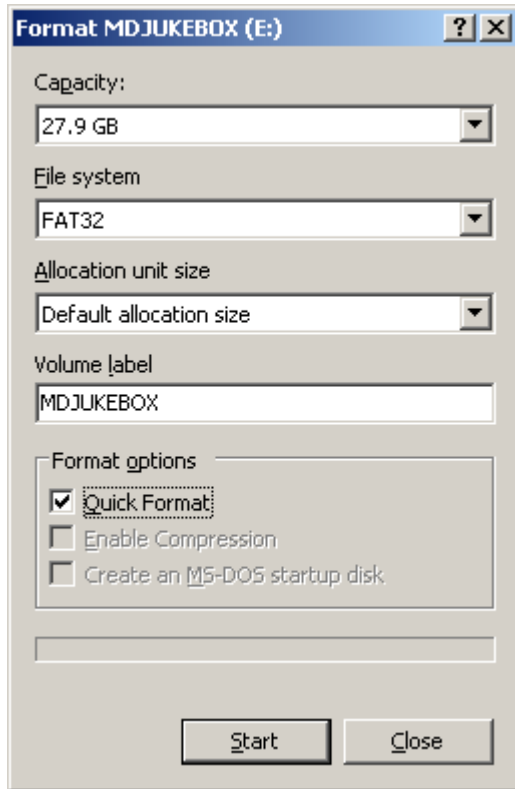 Format MDJUKEBOX (E:)
Capacity:
27.9 GB
File system
FAT32
Allocation unit size
Default allocation size
Volume label
MDJUKEBOX
Format options
Quick Format
Enable Compression
Create an MS-DOS startup disk
Start
Close